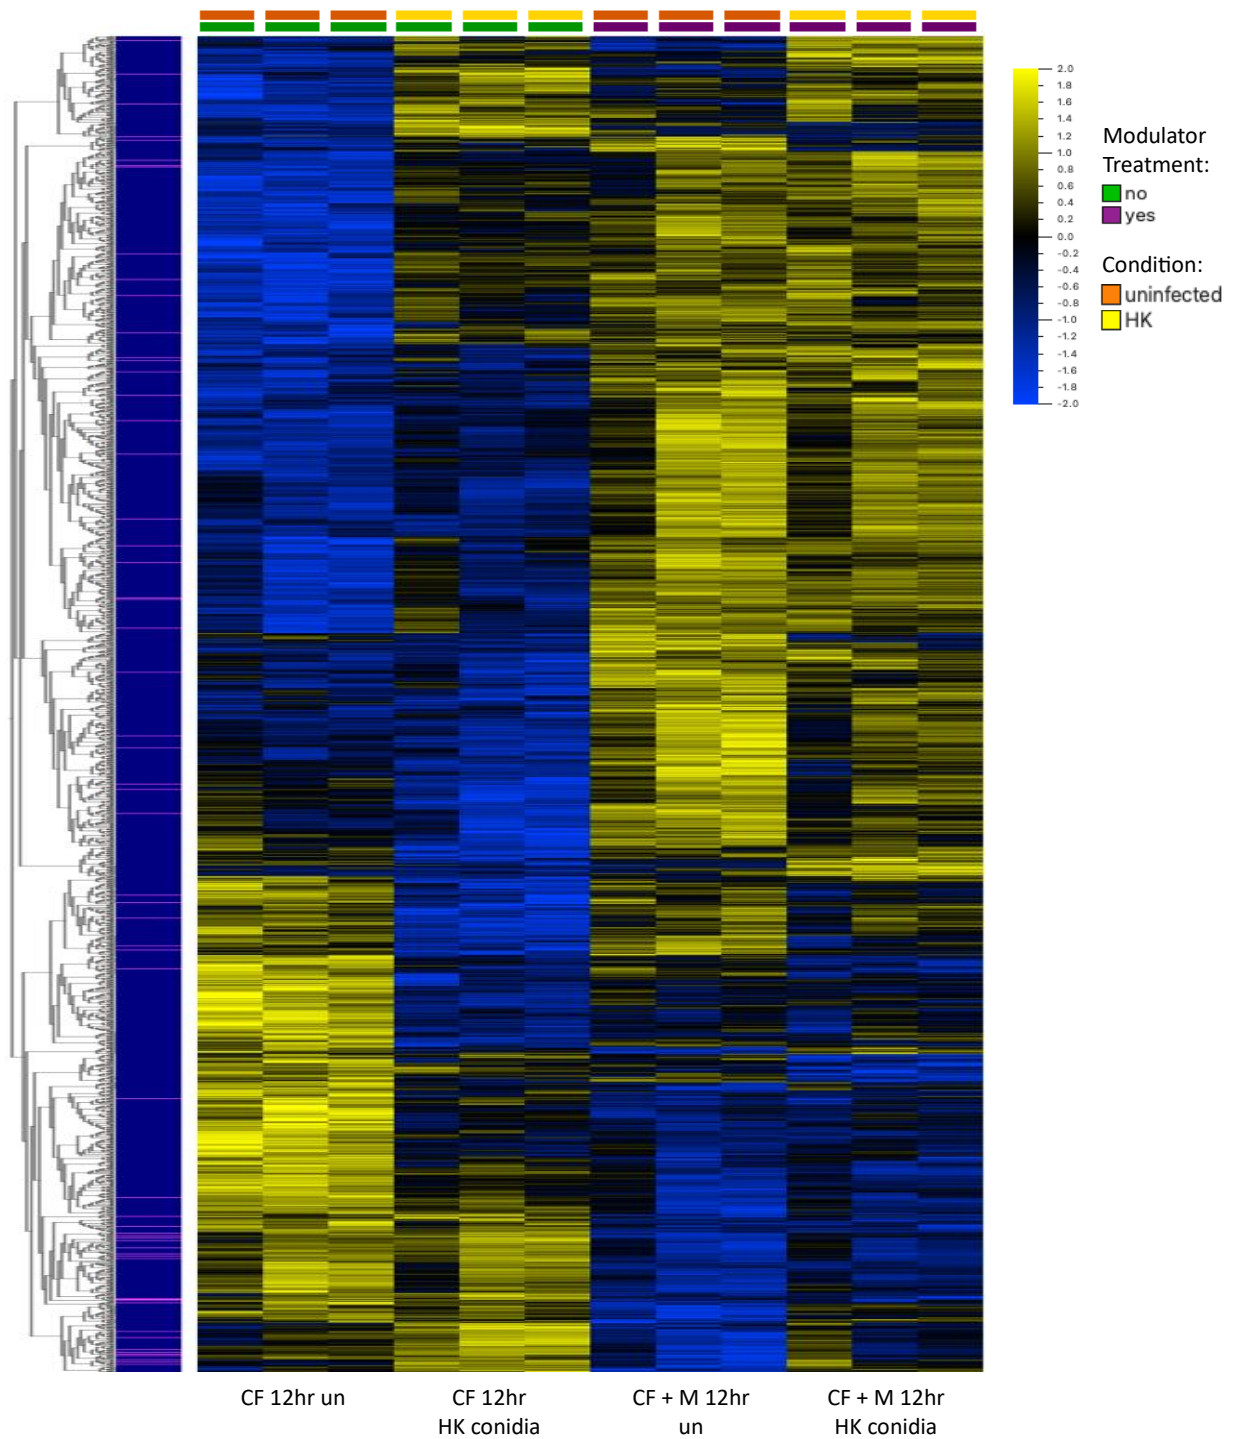 2.0
1.8
1.6
1.4
1.2
1.0
0.8
0.6
0.4
0.2
0.0
-0.2
-0.4
-0.6
-0.8
-1.0
-1.2
-1.4
-1.6
-1.8
-2.0
Modulator
Treatment:
no
yes
Condition:
uninfected
HK
CF 12hr un
CF 12hr
HK conidia
CF + M 12hr
un
CF + M 12hr
HK conidia